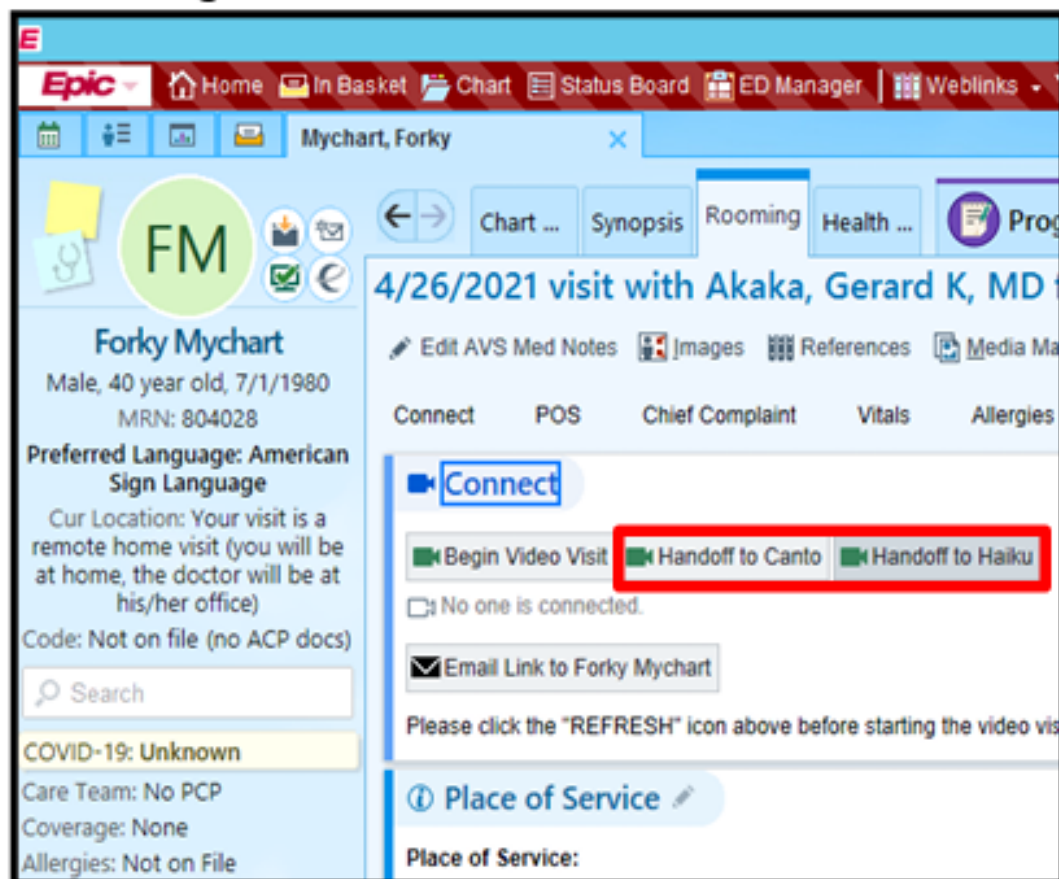 E
Epic Home In Basket Chart Status Board ED Manager Weblinks
Mychart, Forky
FM
Chart ... Synopsis Rooming Health ...
4/26/2021 visit with Akaka, Gerard K, MD
Edit AVS Med Notes Images References Media
Forky Mychart
Male, 40 year old, 7/1/1980
MRN: 804028
Preferred Language: American
Sign Language
Cur Location: Your visit is a
remote home visit (you will be
at home, the doctor will be at
his/her office)
Code: Not on file (no ACP docs)
Search
COVID-19: Unknown
Care Team: No PCP
Coverage: None
Allergies: Not on File
Connect POS Chief Complaint Vitals Allergies
Connect
Begin Video Visit Handoff to Canto Handoff to Haiku
No one is connected.
Email Link to Forky Mychart
Please click the "REFRESH" icon above before starting the video
Place of Service
Place of Service: